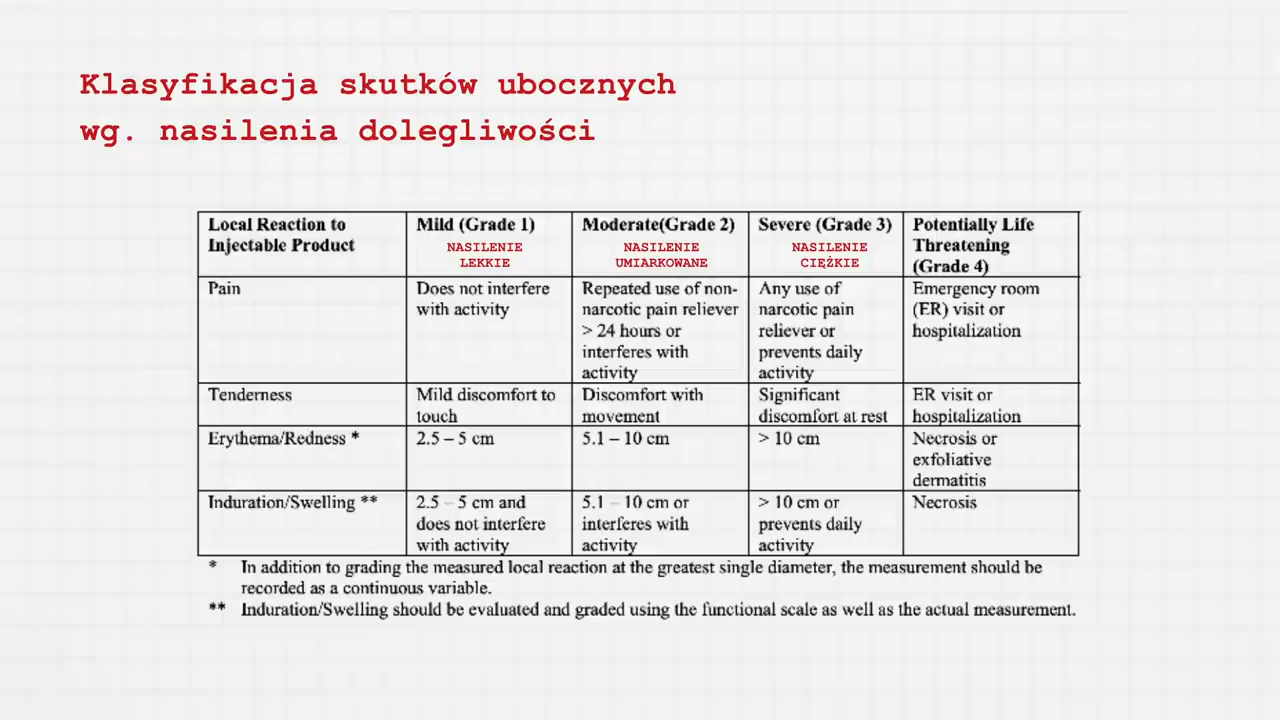 Klasyfikacja skutków ubocznych
wg. nasilenia dolegliwości
Local Reaction to Injectable Product
Mild (Grade 1)
NASILENIE
LEKKIE
Moderate(Grade 2)
NASILENIE
UMIARKOWANE
Severe (Grade 3)
NASILENIE
CIĘŻKIE
Potentially Life
Threatening
(Grade 4)
Pain
Does not interfere
with activity
Repeated use of non-
narcotic pain reliever
> 24 hours or
interferes with
activity
Any use of
narcotic pain
reliever or
prevents daily
activity
Emergency room
(ER) visit or
hospitalization
Tenderness
Mild discomfort to
touch
Discomfort with
movement
Significant
discomfort at rest
ER visit or
hospitalization
Erythema/Redness *
2.5 – 5 cm
5.1 – 10 cm
> 10 cm
Necrosis or
exfoliative
dermatitis
Induration/Swelling **
2.5 – 5 cm and
does not interfere
with activity
5.1 – 10 cm or
interferes with
activity
> 10 cm or
prevents daily
activity
Necrosis
* In addition to grading the measured local reaction at the greatest single diameter, the measurement should be
recorded as a continuous variable.
** Induration/Swelling should be evaluated and graded using the functional scale as well as the actual measurement.